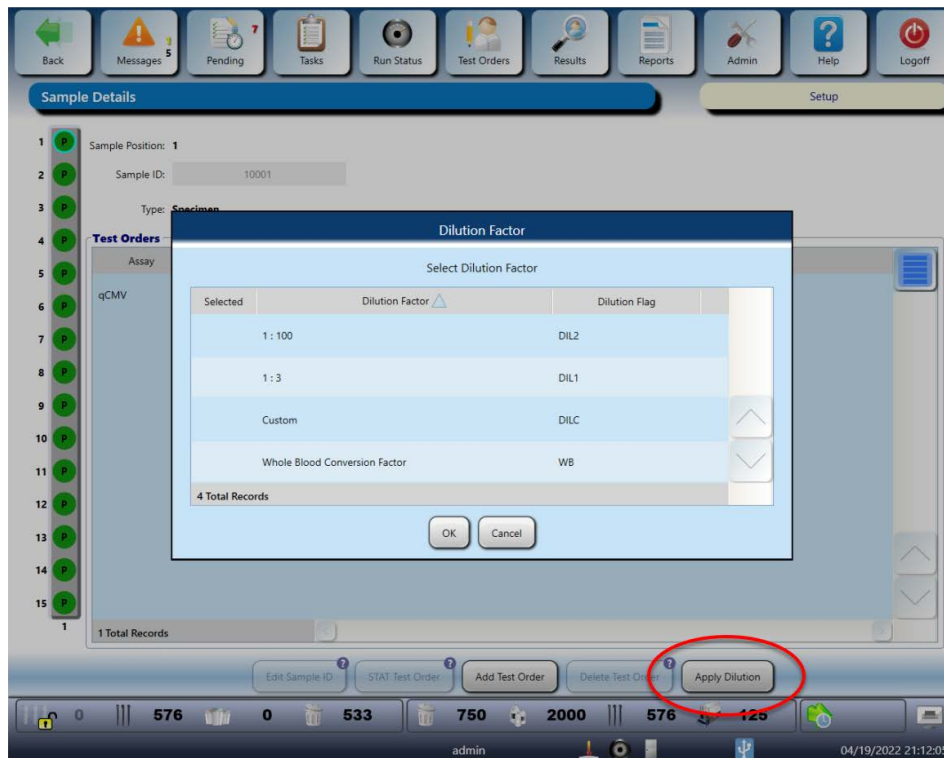 7
1
5
Back
Messages
Pending
Tasks
Run Status
Test Orders
Results
Reports
Admin
?
Help
Logoff
Sample Details
Setup
1 P Sample Position: 1
2 P Sample ID: 10001
3 P Type: Specimen
4 P Test Orders
Assay
5 P
qCMV
6 P
7 P
8 P
9 P
10 P
11 P
12 P
13 P
14 P
15 P
1
Dilution Factor
Select Dilution Factor
Selected Dilution Factor Dilution Flag
1 : 100 DIL2
1 : 3 DIL1
Custom DILC
Whole Blood Conversion Factor WB
4 Total Records
OK Cancel
1 Total Records
? ? ?
Edit Sample ID STAT Test Order Add Test Order Delete Test Order Apply Dilution
0 576 0 533 750 2000 576 125
admin 04/19/2022 21:12:05